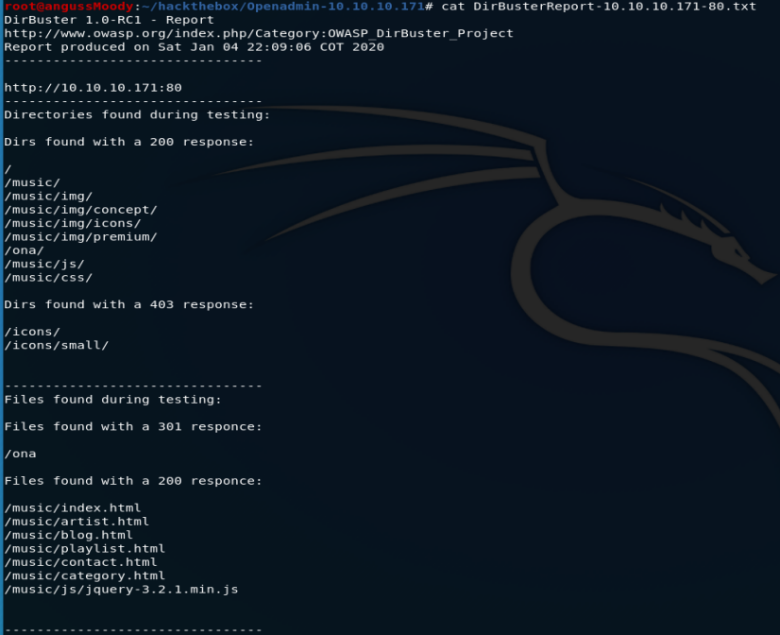 root@angussMoody:~/hackthebox/Openadmin-10.10.10.171# cat DirBusterReport-10.10.10.171-80.txt
DirBuster 1.0-RC1 - Report
http://www.owasp.org/index.php/Category:OWASP_DirBuster_Project
Report produced on Sat Jan 04 22:09:06 COT 2020
--------------------------------
http://10.10.10.171:80
--------------------------------
Directories found during testing:
Dirs found with a 200 response:
/
/music/
/music/img/
/music/img/concept/
/music/img/icons/
/music/img/premium/
/ona/
/music/js/
/music/css/
Dirs found with a 403 response:
/icons/
/icons/small/
--------------------------------
Files found during testing:
Files found with a 301 responce:
/ona
Files found with a 200 responce:
/music/index.html
/music/artist.html
/music/blog.html
/music/playlist.html
/music/contact.html
/music/category.html
/music/js/jquery-3.2.1.min.js
--------------------------------